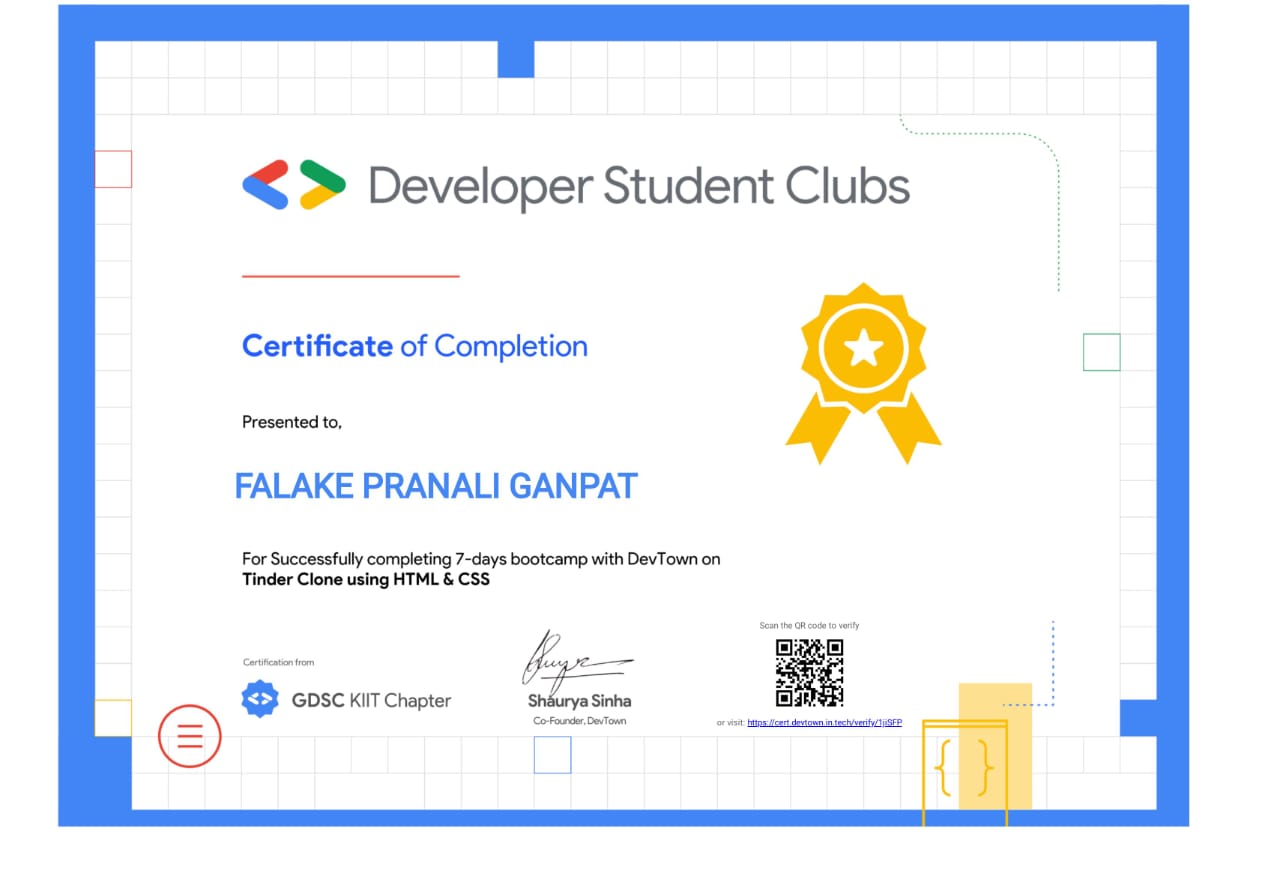 Developer Student Clubs
Certificate of Completion
Presented to,
FALAKE PRANALI GANPAT
For Successfully completing 7-days bootcamp with DevTown on
Tinder Clone using HTML & CSS
Certification from
GDSC KIIT Chapter
Shaurya Sinha
Co-Founder, DevTown
Scan the QR code to verify
or visit: https://cert.devtown.in.tech/verify/1jiSFP
{ }